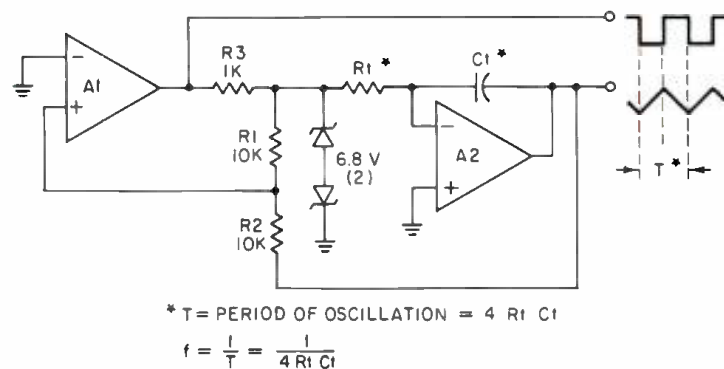 A1
-
+
R3
1K
Rt *
Ct *
R1
10K
6.8 V
(2)
A2
-
+
R2
10K
T *
* T = PERIOD OF OSCILLATION = 4 Rt Ct
f = 1/T = 1/4 Rt Ct